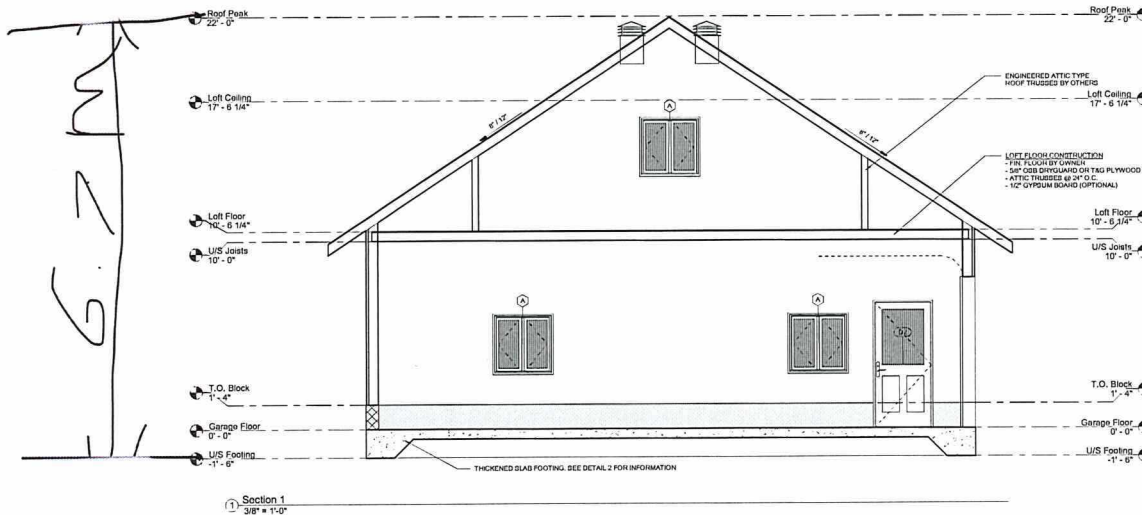 6.7 M
Roof Peak
22' - 0"
Loft Ceiling
17' - 6 1/4"
Loft Floor
10' - 6 1/4"
U/S Joists
10' - 0"
T.O. Block
1' - 4"
Garage Floor
0' - 0"
U/S Footing
-1' - 6"
8" / 12"
A
8" / 12"
A
A
Roof Peak
22' - 0"
ENGINEERED ATTIC TYPE
ROOF TRUSSES BY OTHERS
Loft Ceiling
17' - 6 1/4"
LOFT FLOOR CONSTRUCTION
- FIN. FLOOR BY OWNER
- 5/8" OSB DRYGUARD OR T&G PLYWOOD
- ATTIC TRUSSES @ 24" O.C.
- 1/2" GYPSUM BOARD (OPTIONAL)
Loft Floor
10' - 6 1/4"
U/S Joists
10' - 0"
T.O. Block
1' - 4"
Garage Floor
0' - 0"
U/S Footing
-1' - 6"
THICKENED SLAB FOOTING. SEE DETAIL 2 FOR INFORMATION
1 Section 1
3/8" = 1'-0"